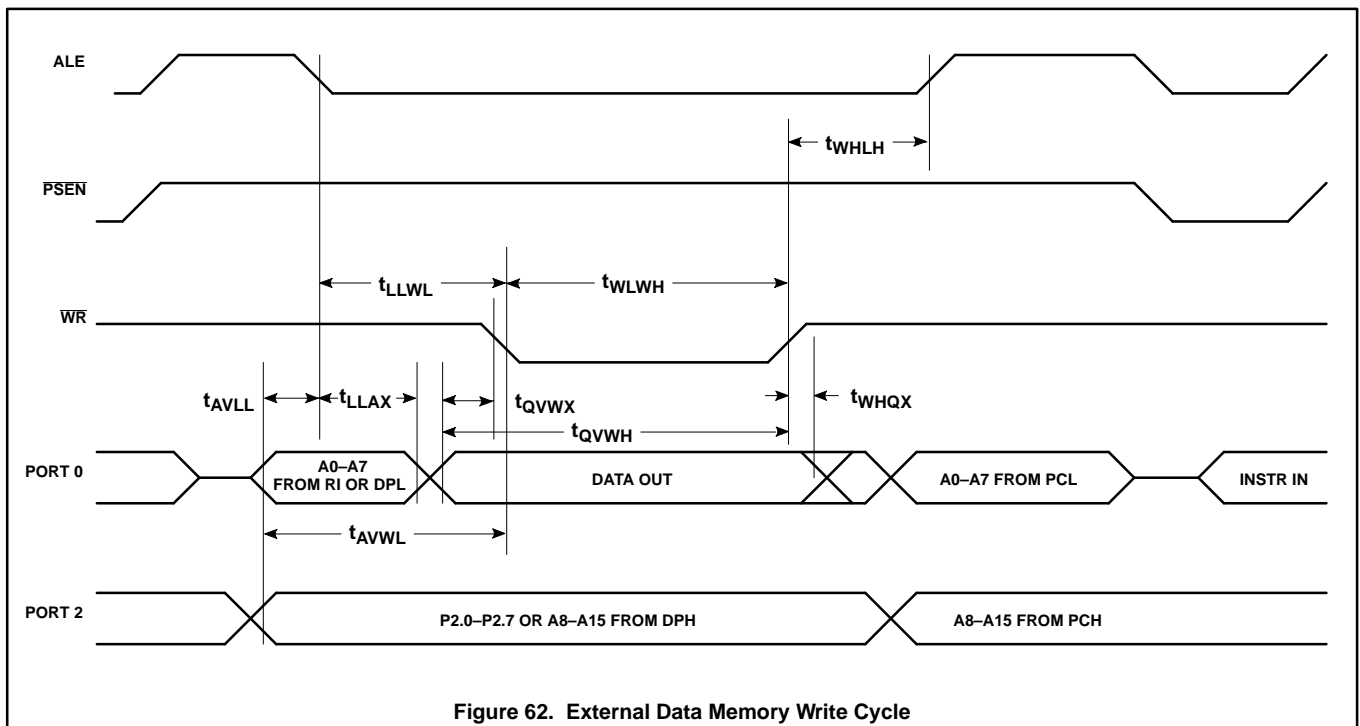 ALE
tWHLH
PSEN
tLLWL
tWLWH
WR
tAVLL
tLLAX
tQVWX
tWHQX
tQVWH
PORT 0
A0–A7
FROM RI OR DPL
DATA OUT
A0–A7 FROM PCL
INSTR IN
tAVWL
PORT 2
P2.0–P2.7 OR A8–A15 FROM DPH
A8–A15 FROM PCH
Figure 62. External Data Memory Write Cycle